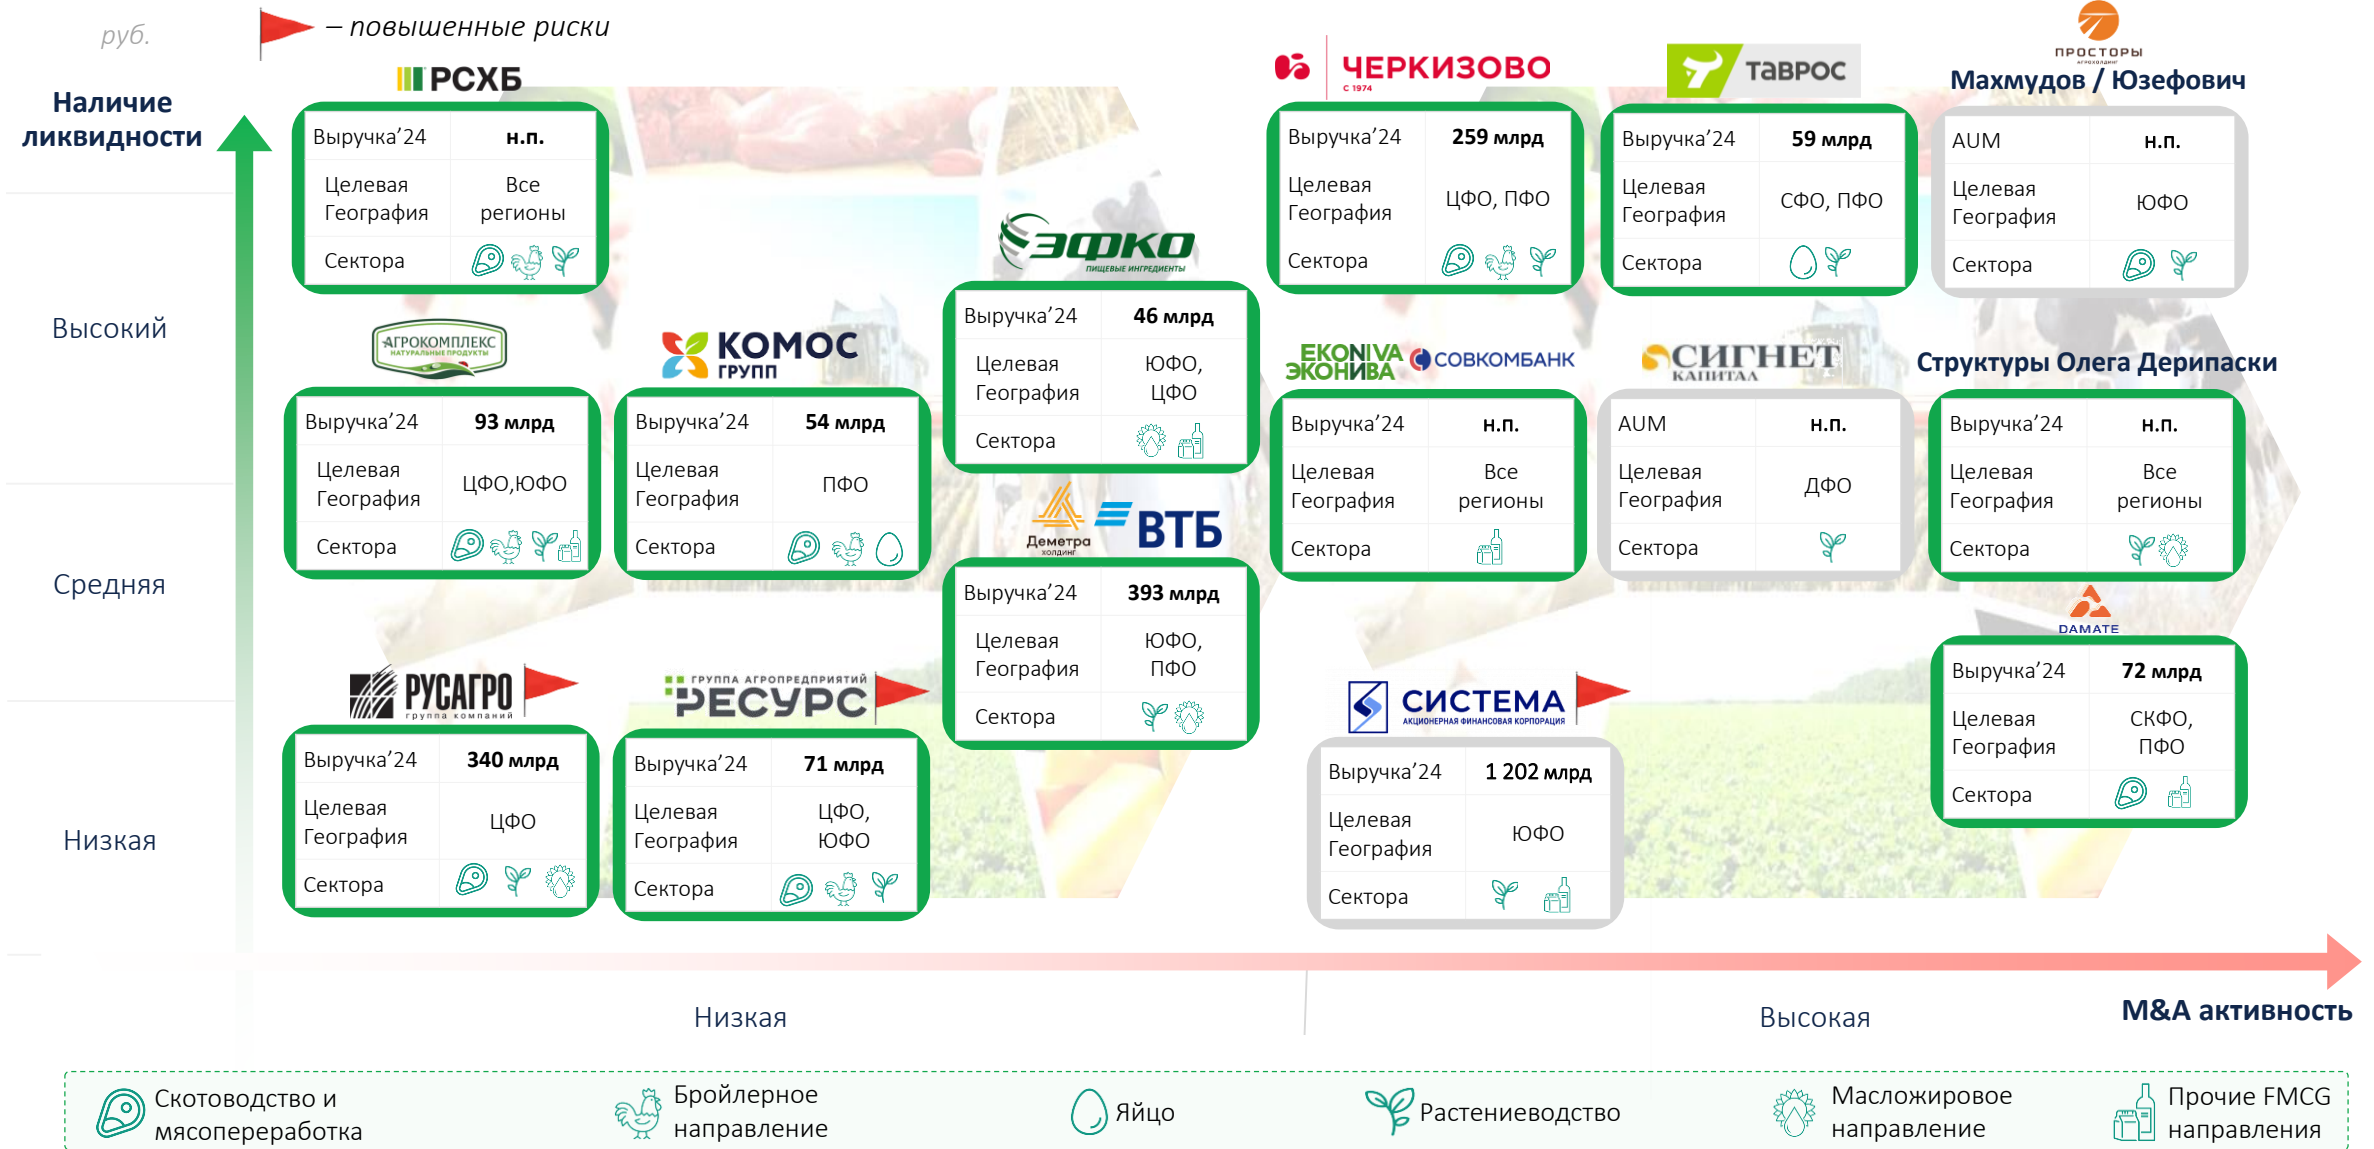 руб.
– повышенные риски
Наличие
ликвидности
Высокий
Средняя
Низкая
РСХБ
Выручка’24 н.п.
Целевая География Все регионы
Сектора
ЧЕРКИЗОВО
С 1974
Выручка’24 259 млрд
Целевая География ЦФО, ПФО
Сектора
ТАВРОС
Выручка’24 59 млрд
Целевая География СФО, ПФО
Сектора
ПРОСТОРЫ
АГРОХОЛДИНГ
Махмудов / Юзефович
AUM н.п.
Целевая География ЮФО
Сектора
ЭФКО
ПИЩЕВЫЕ ИНГРЕДИЕНТЫ
Выручка’24 46 млрд
Целевая География ЮФО, ЦФО
Сектора
АГРОКОМПЛЕКС
НАТУРАЛЬНЫЕ ПРОДУКТЫ
Выручка’24 93 млрд
Целевая География ЦФО,ЮФО
Сектора
КОМОС
ГРУПП
Выручка’24 54 млрд
Целевая География ПФО
Сектора
EKONIVA
ЭКОНИВА
СОВКОМБАНК
Выручка’24 н.п.
Целевая География Все регионы
Сектора
СИГНЕТ
КАПИТАЛ
AUM н.п.
Целевая География ДФО
Сектора
Структуры Олега Дерипаски
Выручка’24 н.п.
Целевая География Все регионы
Сектора
Деметра
ХОЛДИНГ
ВТБ
Выручка’24 393 млрд
Целевая География ЮФО, ПФО
Сектора
РУСАГРО
группа компаний
Выручка’24 340 млрд
Целевая География ЦФО
Сектора
ГРУППА АГРОПРЕДПРИЯТИЙ
РЕСУРС
Выручка’24 71 млрд
Целевая География ЦФО, ЮФО
Сектора
СИСТЕМА
АКЦИОНЕРНАЯ ФИНАНСОВАЯ КОРПОРАЦИЯ
Выручка’24 1 202 млрд
Целевая География ЮФО
Сектора
DAMATE
Выручка’24 72 млрд
Целевая География СКФО, ПФО
Сектора
Низкая
Высокая
M&A активность
Скотоводство и
мясопереработка
Бройлерное
направление
Яйцо
Растениеводство
Масложировое
направление
Прочие FMCG
направления